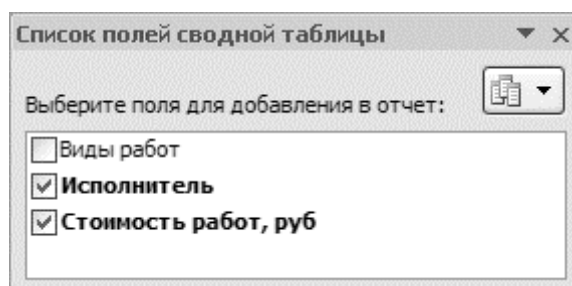 Список полей сводной таблицы
Выберите поля для добавления в отчет:
Виды работ
Исполнитель
Стоимость работ, руб